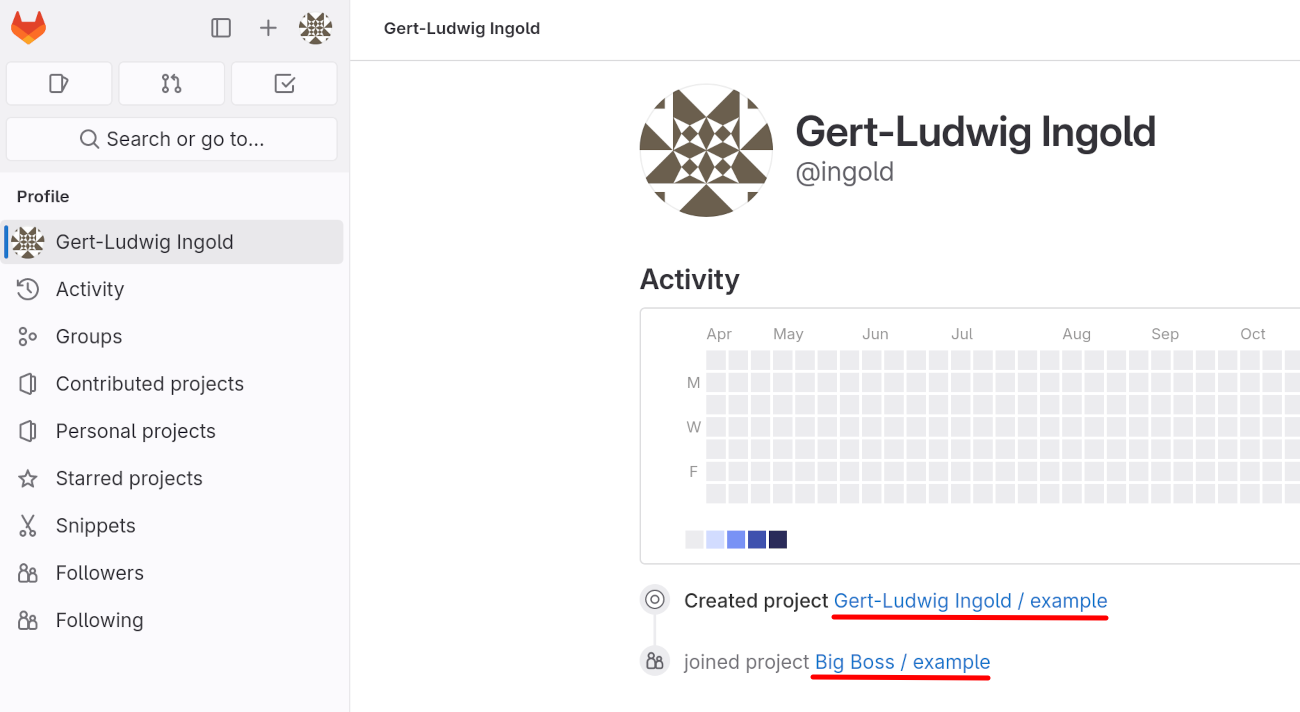 Gert-Ludwig Ingold
Search or go to...
Profile
Gert-Ludwig Ingold
Activity
Groups
Contributed projects
Personal projects
Starred projects
Snippets
Followers
Following
Gert-Ludwig Ingold
@ingold
Activity
Apr May Jun Jul Aug Sep Oct
M
W
F
Created project Gert-Ludwig Ingold / example
joined project Big Boss / example